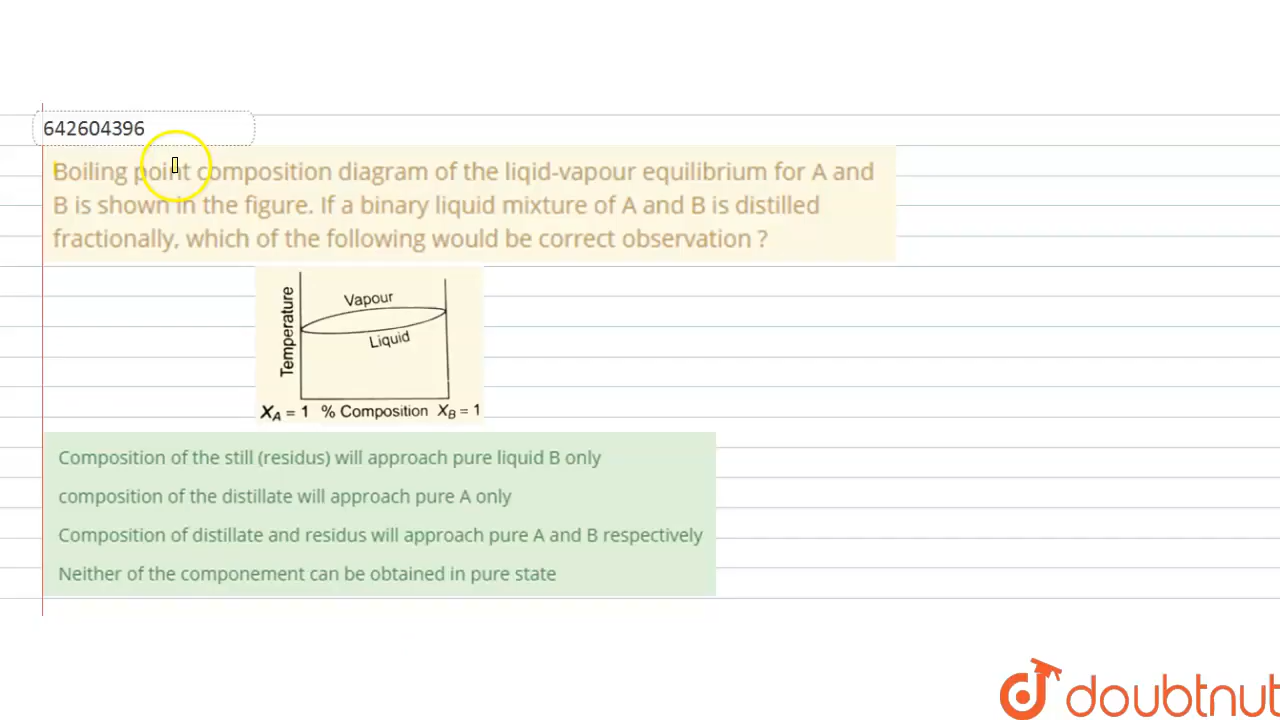 642604396
Boiling point composition diagram of the liqid-vapour equilibrium for A and
B is shown in the figure. If a binary liquid mixture of A and B is distilled
fractionally, which of the following would be correct observation ?
Temperature
Vapour
Liquid
X_A = 1 % Composition X_B = 1
Composition of the still (residus) will approach pure liquid B only
composition of the distillate will approach pure A only
Composition of distillate and residus will approach pure A and B respectively
Neither of the componement can be obtained in pure state
doubtnut